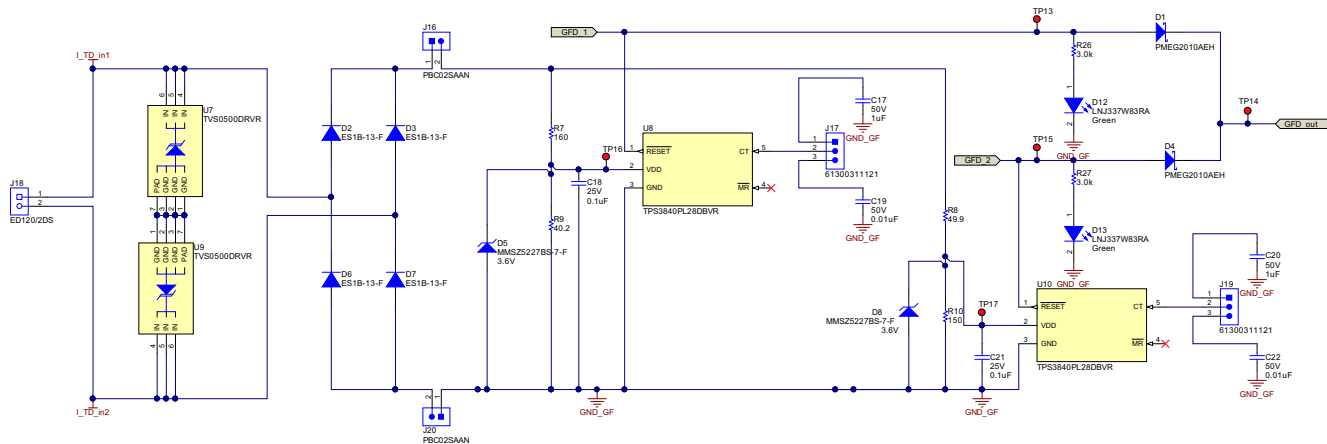 I_TD_in1
6
5
4
IN
IN
IN
U7
TVS0500DRVR
PAD
GND
GND
GND
7
3
2
1
J18
1
2
ED120/2DS
1
2
3
7
GND
GND
GND
PAD
U9
TVS0500DRVR
IN
IN
IN
4
5
6
I_TD_in2
J16
1
2
PBC02SAAN
D2
ES1B-13-F
D3
ES1B-13-F
D6
ES1B-13-F
D7
ES1B-13-F
2
1
J20
PBC02SAAN
GFD_1
R7
160
R9
40.2
D5
MMSZ5227BS-7-F
3.6V
TP16
C18
25V
0.1uF
GND_GF
U8
1
RESET
2
VDD
3
GND
CT
5
MR
4
TPS3840PL28DBVR
C17
50V
1uF
GND_GF
J17
1
2
3
61300311121
C19
50V
0.01uF
GND_GF
R8
49.9
R10
150
D8
MMSZ5227BS-7-F
3.6V
TP13
R26
3.0k
1
D12
LNJ337W83RA
Green
2
GND_GF
D1
PMEG2010AEH
TP14
GFD_out
GFD_2
TP15
D4
PMEG2010AEH
R27
3.0k
1
D13
LNJ337W83RA
Green
2
GND_GF
TP17
C21
25V
0.1uF
GND_GF
U10
1
RESET
2
VDD
3
GND
CT
5
MR
4
TPS3840PL28DBVR
C20
50V
1uF
GND_GF
J19
1
2
3
61300311121
C22
50V
0.01uF
GND_GF